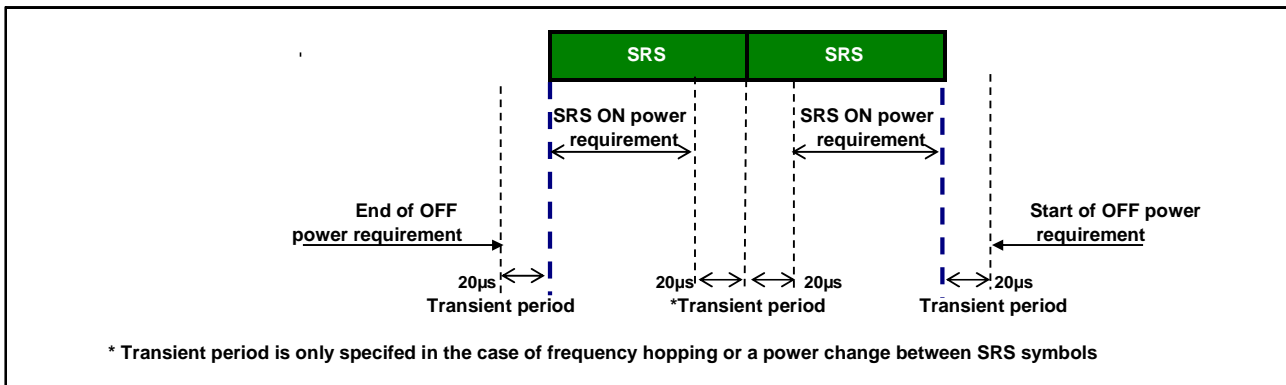 SRS SRS
SRS ON power
requirement
SRS ON power
requirement
End of OFF
power requirement
Start of OFF power
requirement
20µs
Transient period
20µs 20µs
*Transient period
20µs
Transient period
* Transient period is only specifed in the case of frequency hopping or a power change between SRS symbols